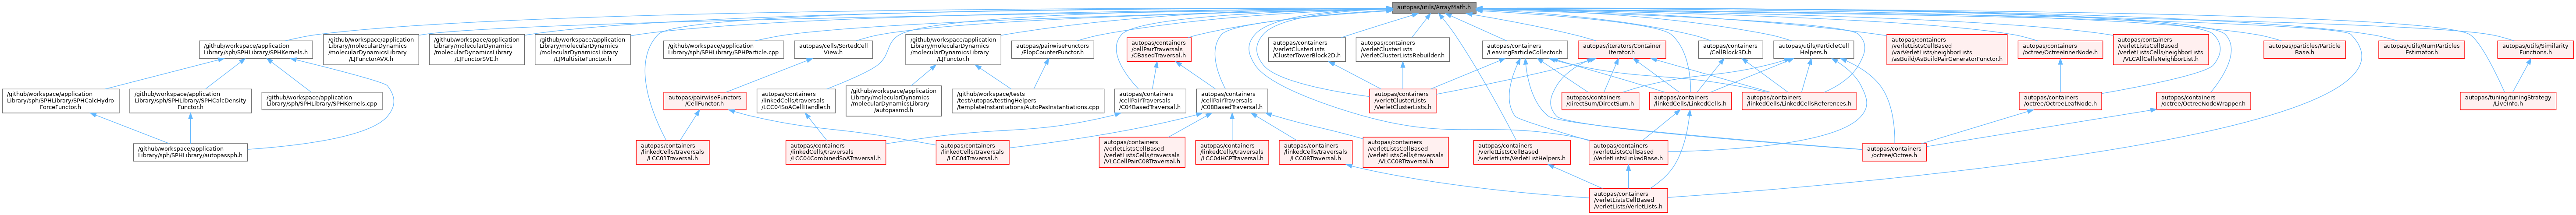 autopas/utils/ArrayMath.h
/github/workspace/application
Library/sph/SPHLibrary/SPHKernels.h
/github/workspace/application
Library/molecularDynamics
/molecularDynamicsLibrary
/LJFunctorAVX.h
/github/workspace/application
Library/molecularDynamics
/molecularDynamicsLibrary
/LJFunctorSVE.h
/github/workspace/application
Library/molecularDynamics
/molecularDynamicsLibrary
/LJMultisiteFunctor.h
/github/workspace/application
Library/sph/SPHLibrary/SPHParticle.cpp
autopas/cells/SortedCell
View.h
/github/workspace/application
Library/molecularDynamics
/molecularDynamicsLibrary
/LJFunctor.h
autopas/pairwiseFunctors
/FlopCounterFunctor.h
autopas/containers
/cellPairTraversals
/CBasedTraversal.h
autopas/containers
/verletClusterLists
/ClusterTowerBlock2D.h
autopas/containers
/verletClusterLists
/VerletClusterListsRebuilder.h
autopas/containers
/LeavingParticleCollector.h
autopas/iterators/Container
Iterator.h
autopas/containers
/CellBlock3D.h
autopas/utils/ParticleCell
Helpers.h
autopas/containers
/verletListsCellBased
/varVerletLists/neighborLists
/asBuild/AsBuildPairGeneratorFunctor.h
autopas/containers
/octree/OctreeInnerNode.h
autopas/containers
/verletListsCellBased
/verletListsCells/neighborLists
/VLCAllCellsNeighborList.h
autopas/particles/Particle
Base.h
autopas/utils/NumParticles
Estimator.h
autopas/utils/Similarity
Functions.h
/github/workspace/application
Library/sph/SPHLibrary/SPHCalcHydro
ForceFunctor.h
/github/workspace/application
Library/sph/SPHLibrary/SPHCalcDensity
Functor.h
/github/workspace/application
Library/sph/SPHLibrary/SPHKernels.cpp
autopas/pairwiseFunctors
/CellFunctor.h
autopas/containers
/linkedCells/traversals
/LCC04SoACellHandler.h
/github/workspace/application
Library/molecularDynamics
/molecularDynamicsLibrary
/autopasmd.h
/github/workspace/tests
/testAutopas/testingHelpers
/templateInstantiations/AutoPasInstantiations.cpp
autopas/containers
/cellPairTraversals
/C04BasedTraversal.h
autopas/containers
/cellPairTraversals
/C08BasedTraversal.h
autopas/containers
/verletClusterLists
/VerletClusterLists.h
autopas/containers
/directSum/DirectSum.h
autopas/containers
/linkedCells/LinkedCells.h
autopas/containers
/linkedCells/LinkedCellsReferences.h
autopas/containers
/octree/OctreeLeafNode.h
autopas/containers
/octree/OctreeNodeWrapper.h
autopas/tuning/tuningStrategy
/LiveInfo.h
/github/workspace/application
Library/sph/SPHLibrary/autopassph.h
autopas/containers
/linkedCells/traversals
/LCC01Traversal.h
autopas/containers
/linkedCells/traversals
/LCC04CombinedSoATraversal.h
autopas/containers
/linkedCells/traversals
/LCC04Traversal.h
autopas/containers
/verletListsCellBased
/verletListsCells/traversals
/VLCCellPairC08Traversal.h
autopas/containers
/linkedCells/traversals
/LCC04HCPTraversal.h
autopas/containers
/linkedCells/traversals
/LCC08Traversal.h
autopas/containers
/verletListsCellBased
/verletListsCells/traversals
/VLCC08Traversal.h
autopas/containers
/verletListsCellBased
/verletLists/VerletListHelpers.h
autopas/containers
/verletListsCellBased
/VerletListsLinkedBase.h
autopas/containers
/octree/Octree.h
autopas/containers
/verletListsCellBased
/verletLists/VerletLists.h